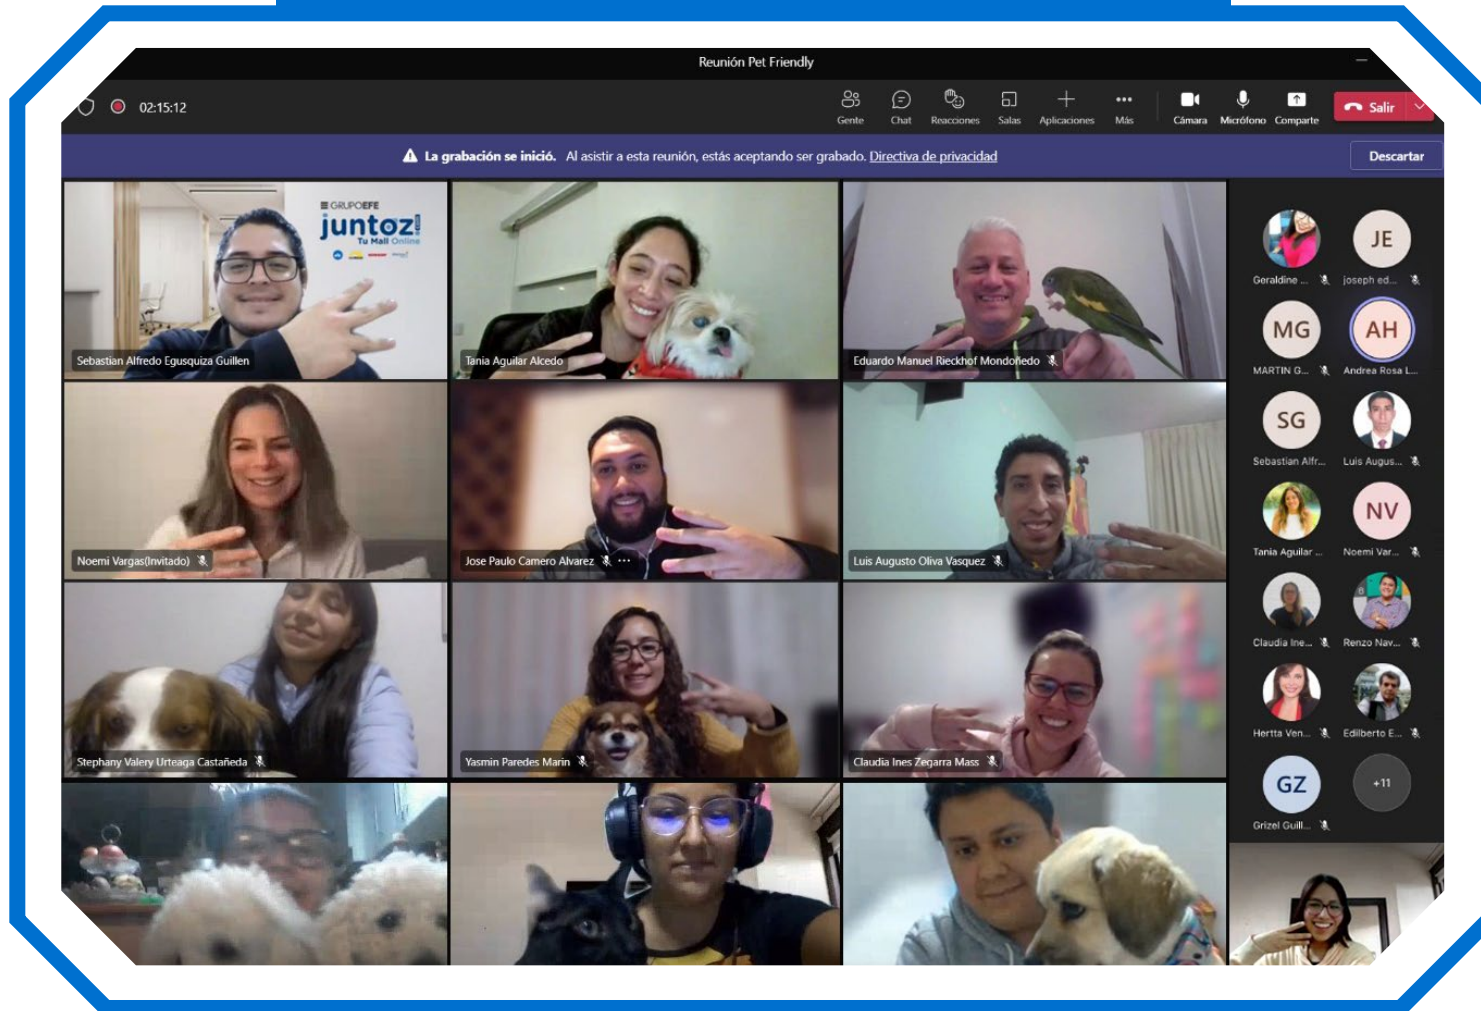 Reunión Pet Friendly
02:15:12
Gente
Chat
Reacciones
Salas
Aplicaciones
Más
Cámara
Micrófono
Comparte
Salir
La grabación se inició. Al asistir a esta reunión, estás aceptando ser grabado. Directiva de privacidad
Descartar
GRUPOEFE
juntoz
Tu Mall Online
Sebastian Alfredo Egusquiza Guillen
Tania Aguilar Alcedo
Eduardo Manuel Rieckhof Mondoñedo
Noemi Vargas(Invitado)
Jose Paulo Camero Alvarez
Luis Augusto Oliva Vasquez
Stephany Valery Urteaga Castañeda
Yasmin Paredes Marin
Claudia Ines Zegarra Mass
Geraldine ...
JE
joseph ed...
MG
MARTIN G...
AH
Andrea Rosa L...
SG
Sebastian Alfr...
Luis Augus...
Tania Aguilar ...
NV
Noemi Var...
Claudia Ine...
Renzo Nav...
Hertta Ven...
Edilberto E...
GZ
Grizel Guill...
+11